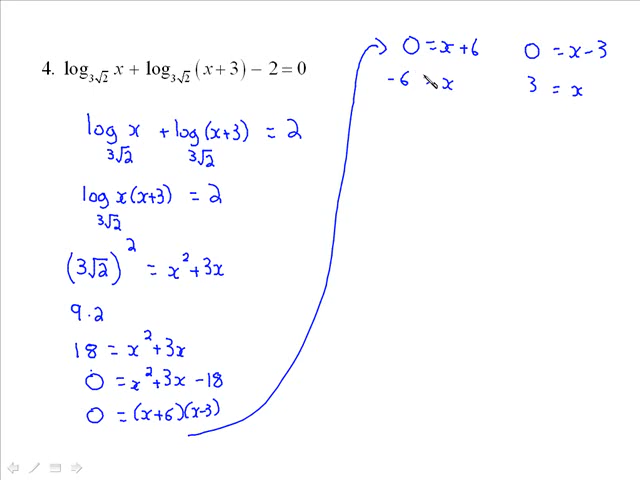 4. log_{3√2} x + log_{3√2} (x + 3) − 2 = 0
log_{3√2} x + log_{3√2} (x+3) = 2
log_{3√2} x(x+3) = 2
(3√2)² = x² + 3x
9 · 2
18 = x² + 3x
0 = x² + 3x − 18
0 = (x+6)(x−3)
0 = x + 6
-6 = x
0 = x − 3
3 = x